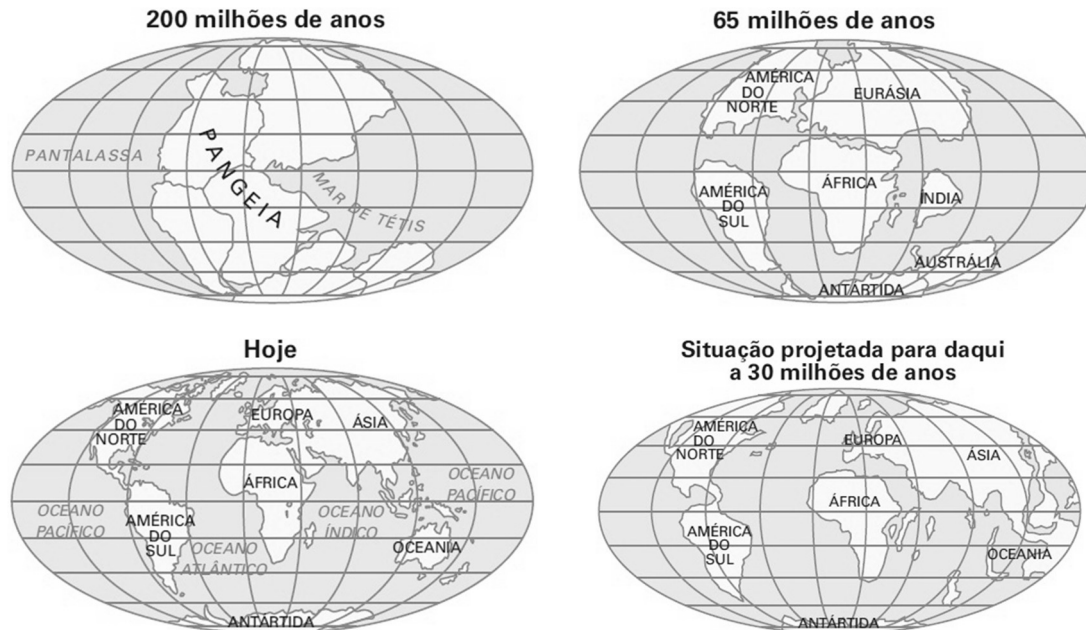 200 milhões de anos
PANTALASSA
PANGEIA
MAR DE TÉTIS
65 milhões de anos
AMÉRICA
DO
NORTE
EURÁSIA
AMÉRICA
DO
SUL
ÁFRICA
ÍNDIA
AUSTRÁLIA
ANTÁRTIDA
Hoje
AMÉRICA
DO
NORTE
EUROPA
ÁSIA
ÁFRICA
OCEANO
PACÍFICO
OCEANO
PACÍFICO
AMÉRICA
DO
SUL
OCEANO
ATLÂNTICO
OCEANO
ÍNDICO
OCEANIA
ANTÁRTIDA
Situação projetada para daqui
a 30 milhões de anos
AMÉRICA
DO
NORTE
EUROPA
ÁSIA
ÁFRICA
AMÉRICA
DO
SUL
OCEANIA
ANTÁRTIDA